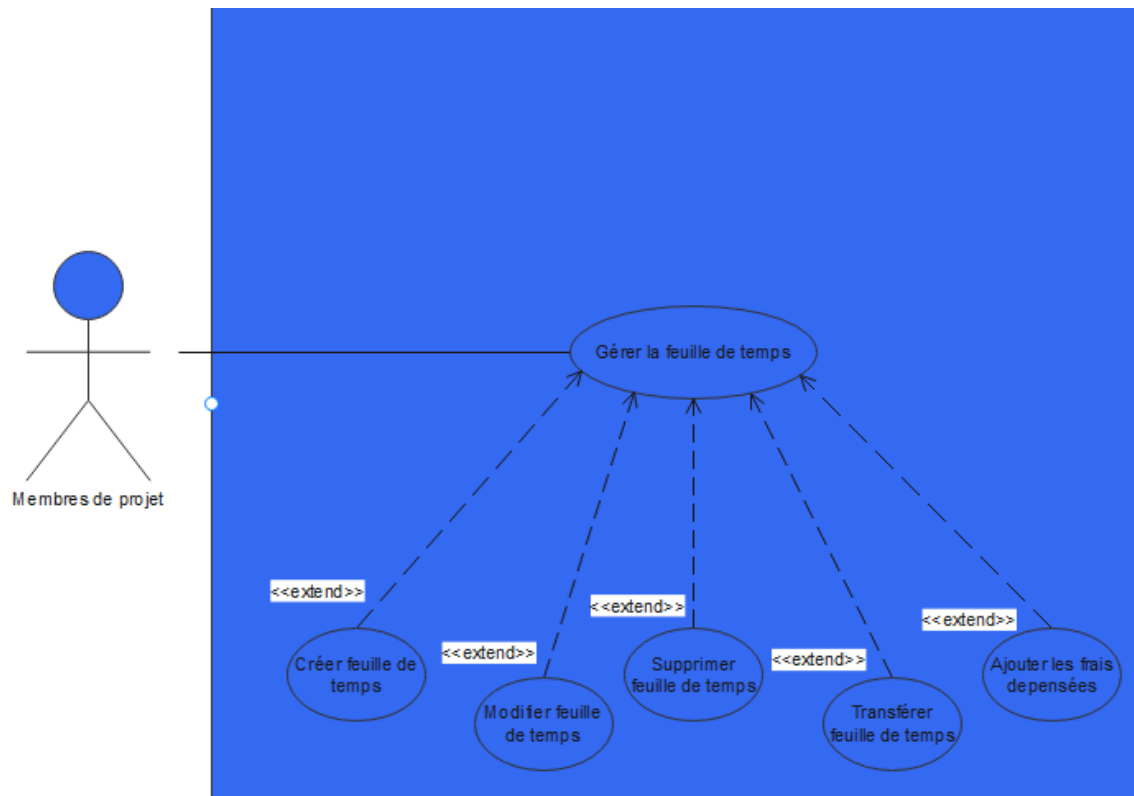 Gérer la feuille de temps
Membres de projet
<<extend>>
<<extend>>
<<extend>>
<<extend>>
<<extend>>
Créer feuille de
temps
Modifier feuille
de temps
Supprimer
feuille de temps
Transférer
feuille de temps
Ajouter les frais
depensées